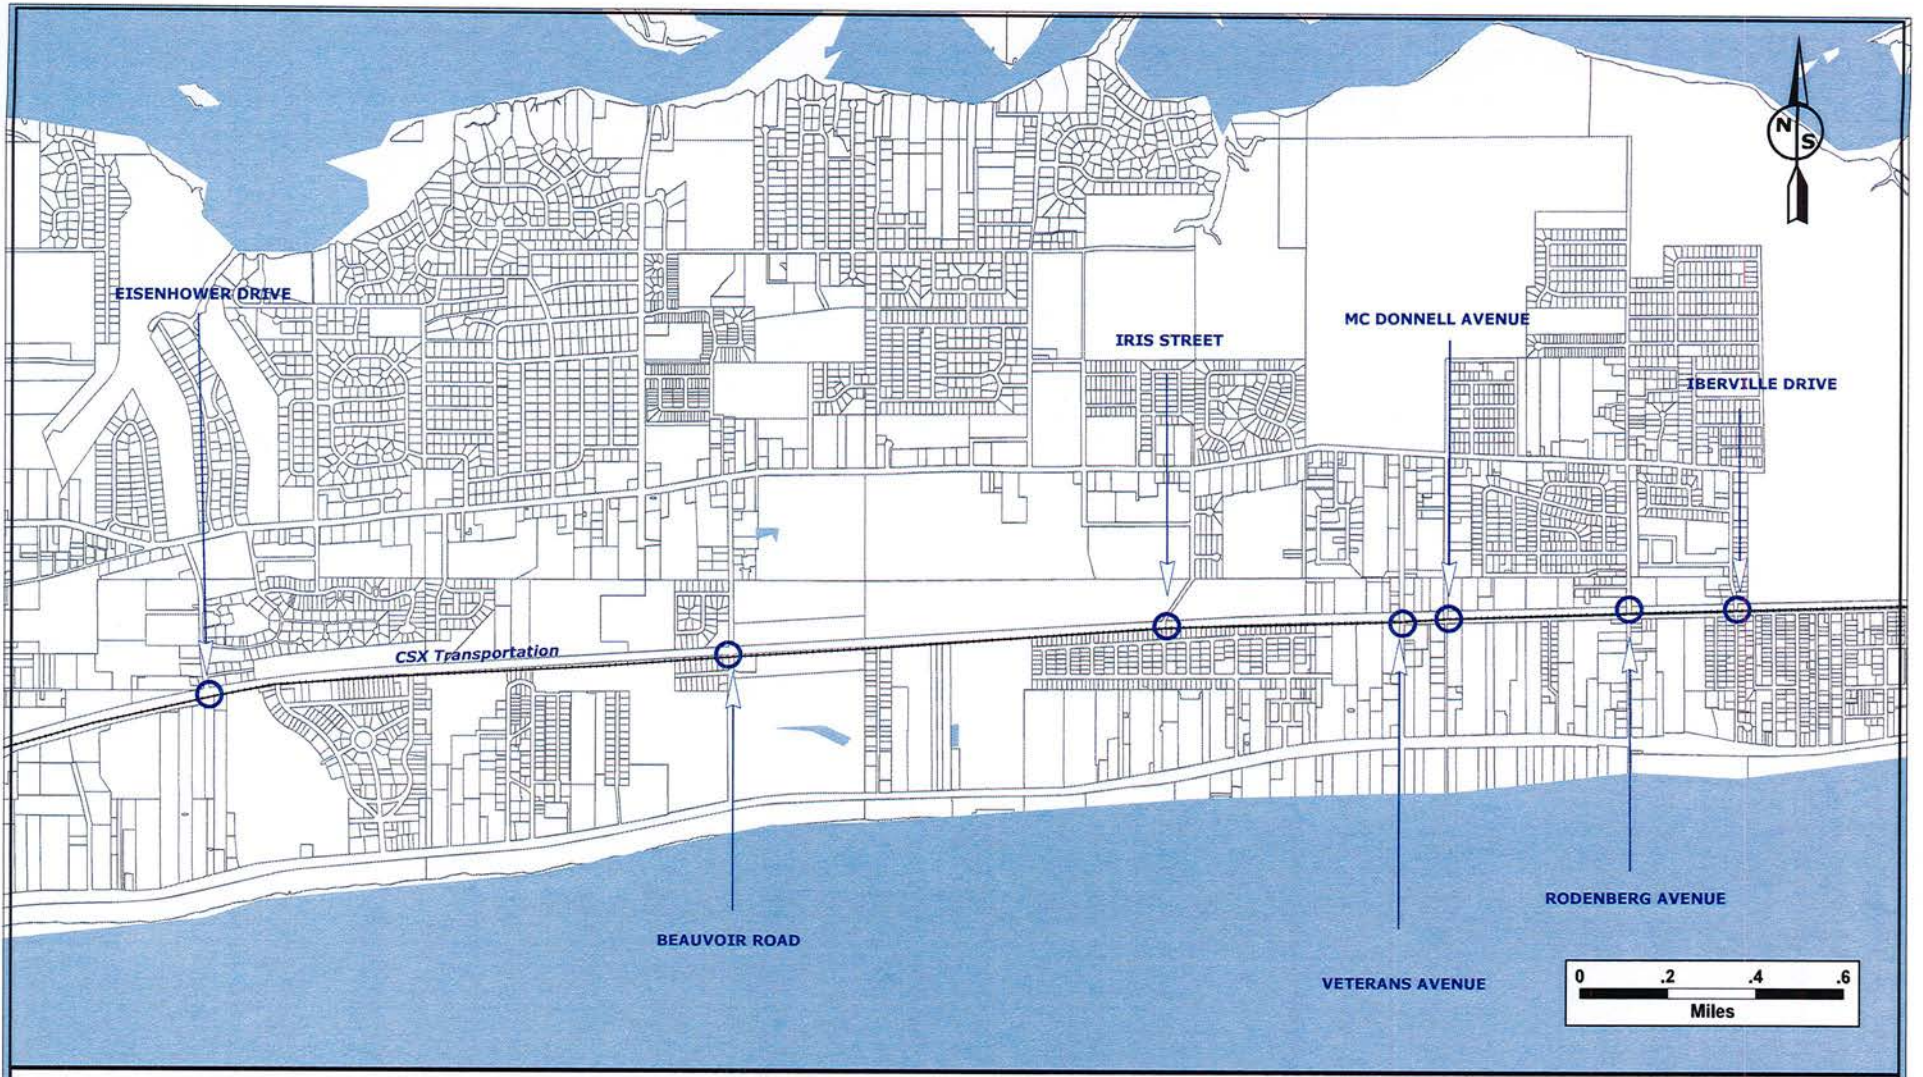 N
S
EISENHOWER DRIVE
MC DONNELL AVENUE
IRIS STREET
IBERVILLE DRIVE
CSX Transportation
RODENBERG AVENUE
BEAUVOIR ROAD
VETERANS AVENUE
0 .2 .4 .6
Miles